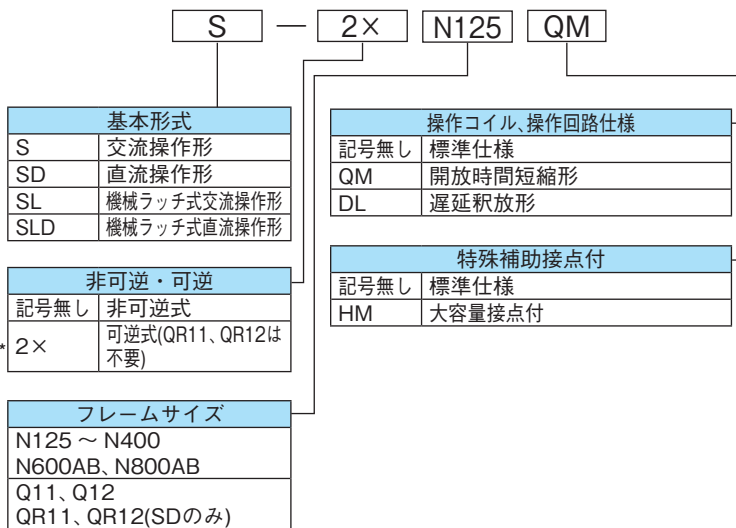 S — 2× N125 QM
基本形式
S 交流操作形
SD 直流操作形
SL 機械ラッチ式交流操作形
SLD 機械ラッチ式直流操作形
非可逆・可逆
記号無し 非可逆式
* 2× 可逆式(QR11、QR12は
不要)
フレームサイズ
N125 ～ N400
N600AB、N800AB
Q11、Q12
QR11、QR12(SDのみ)
操作コイル、操作回路仕様
記号無し 標準仕様
QM 開放時間短縮形
DL 遅延釈放形
特殊補助接点付
記号無し 標準仕様
HM 大容量接点付